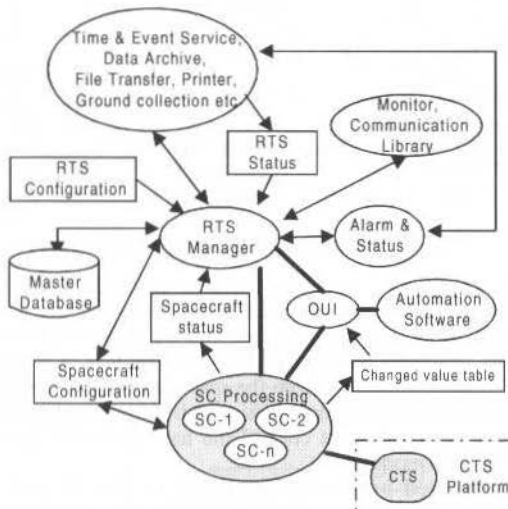 Time & Event Service,
Data Archive,
File Transfer, Printer,
Ground collection etc
Monitor,
Communication
Library
RTS
Status
RTS
Configuration
RTS
Manager
Alarm &
Status
Master
Database
Spacecraft
status
OUI
Automation
Software
Spacecraft
Configuration
Changed value table
SC Processing
SC-1
SC-2
SC-n
CTS
CTS
Platform